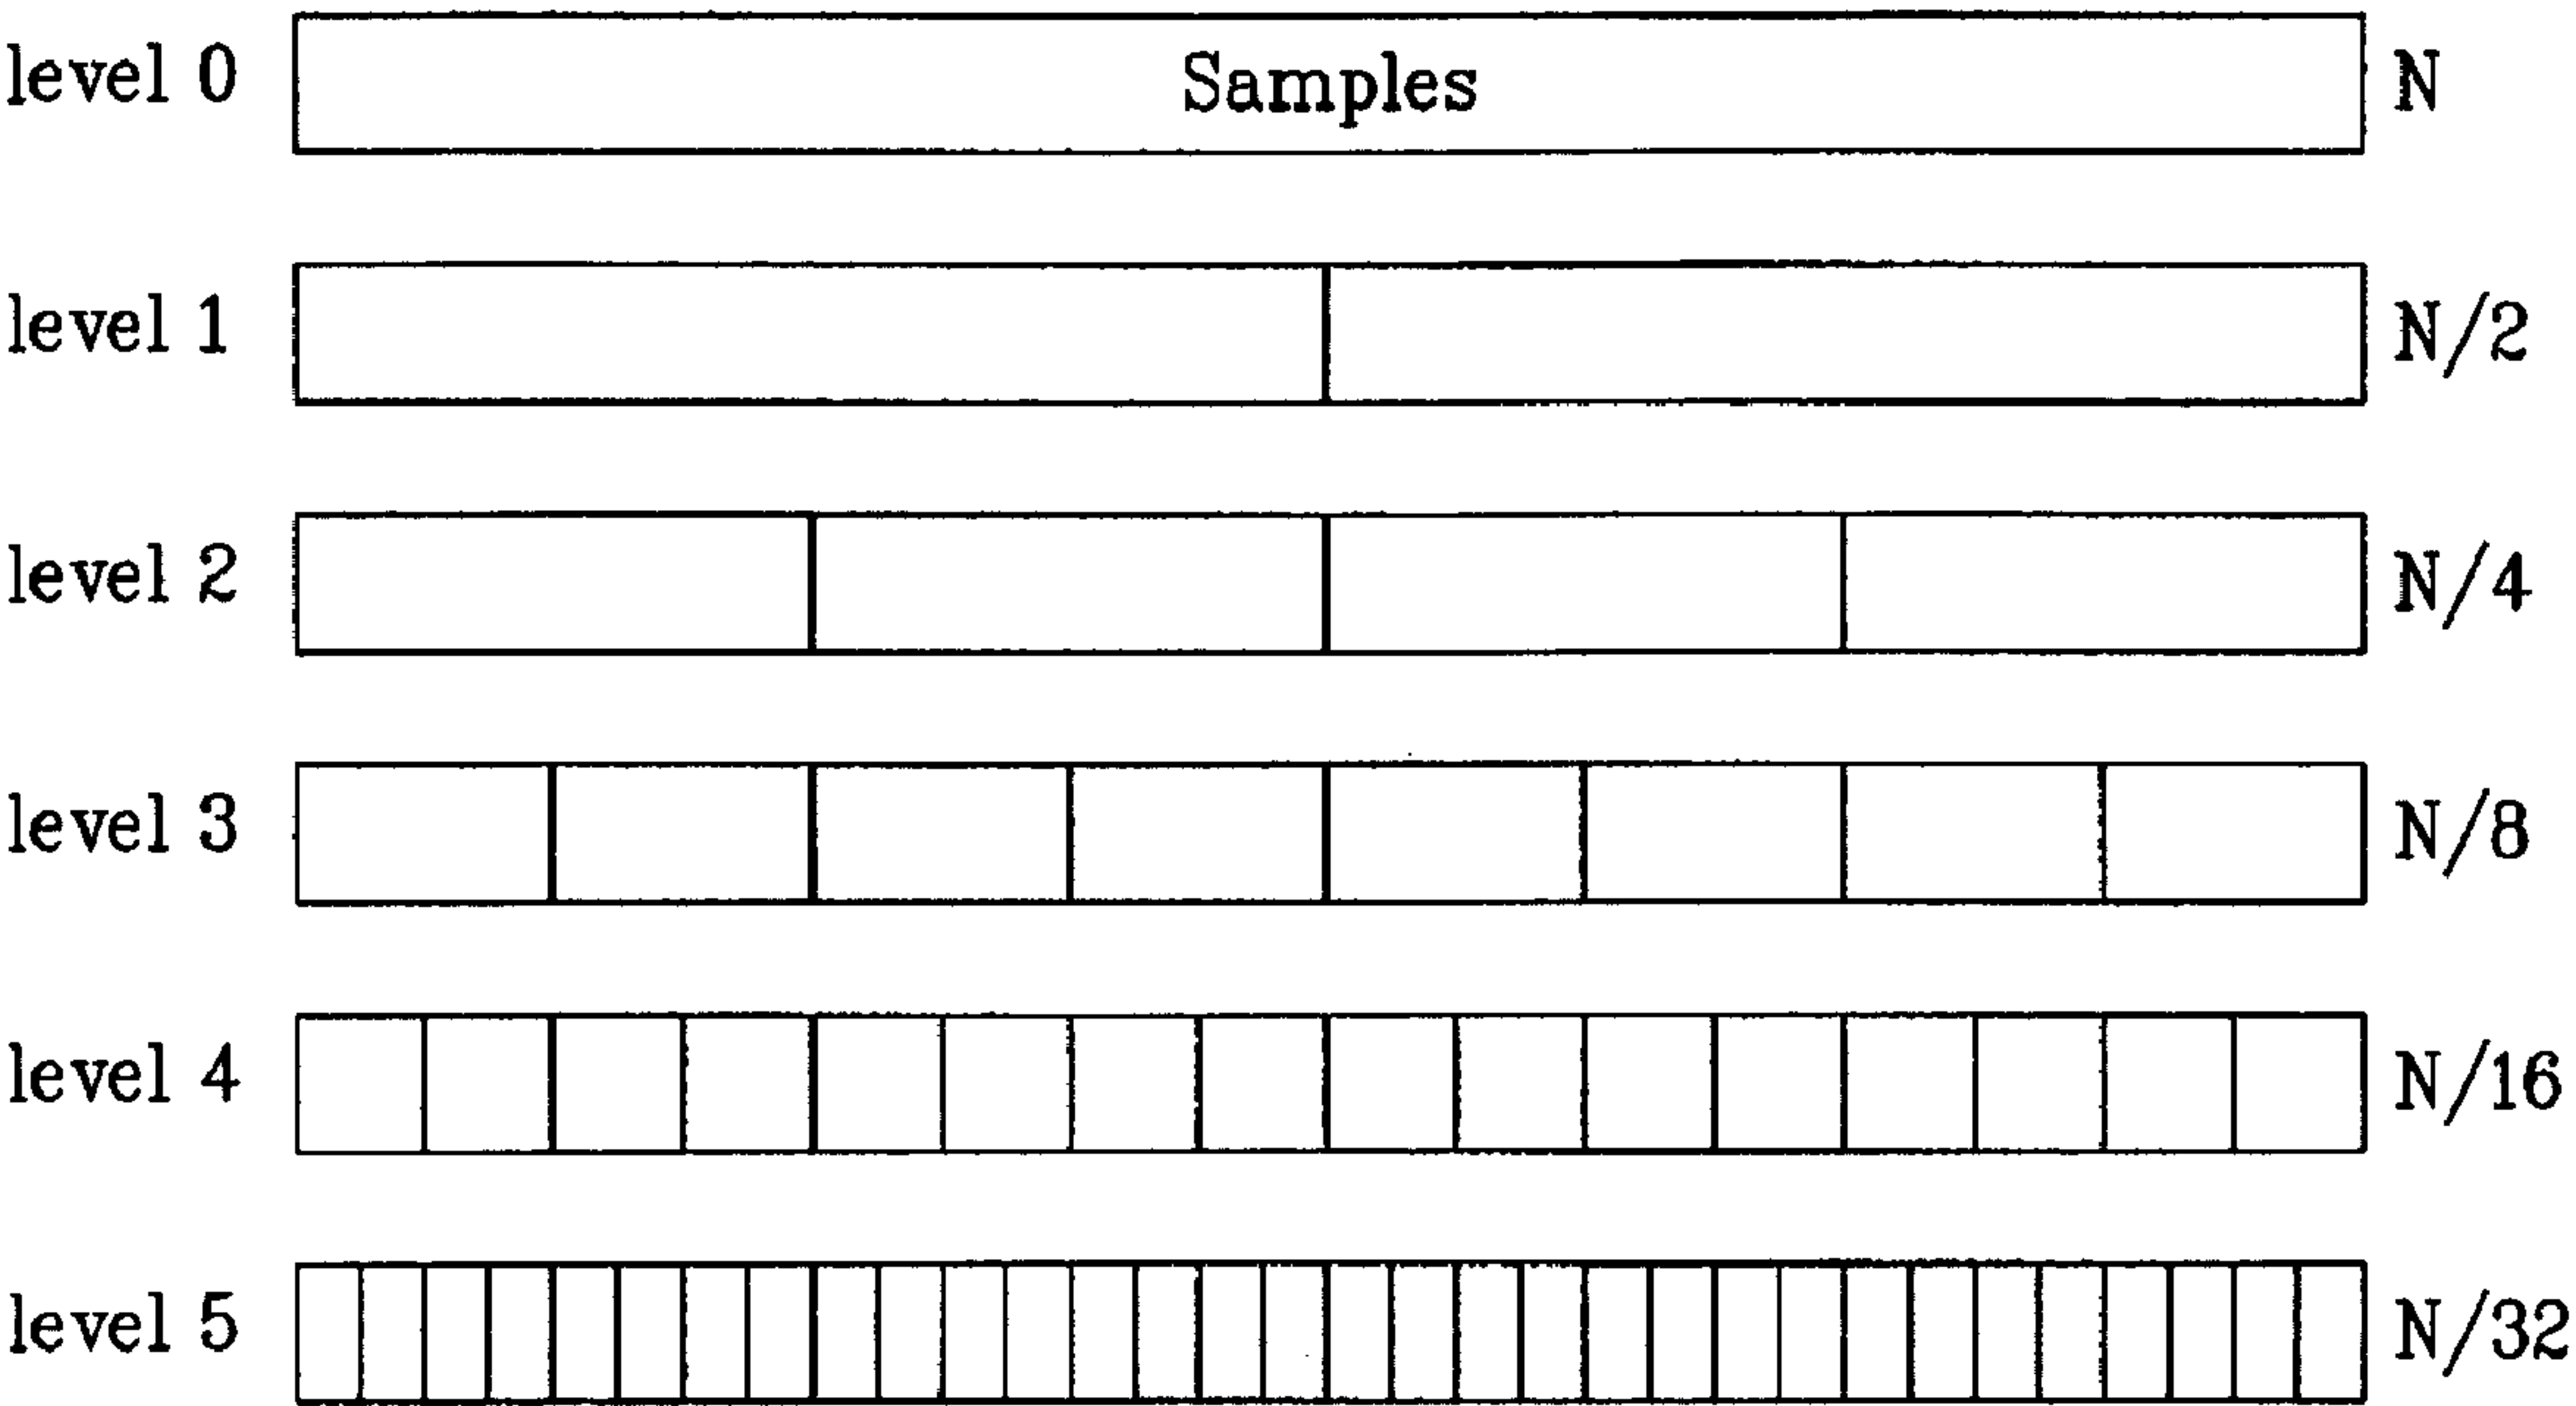 level 0 Samples N
level 1 N/2
level 2 N/4
level 3 N/8
level 4 N/16
level 5 N/32